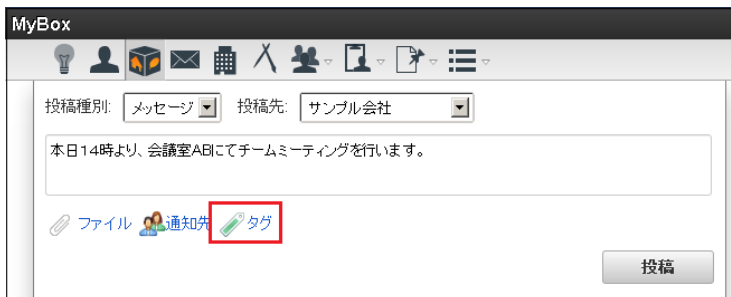 MyBox
投稿種別: メッセージ 投稿先: サンプル会社
本日14時より、会議室ABにてチームミーティングを行います。
ファイル 通知先 タグ
投稿